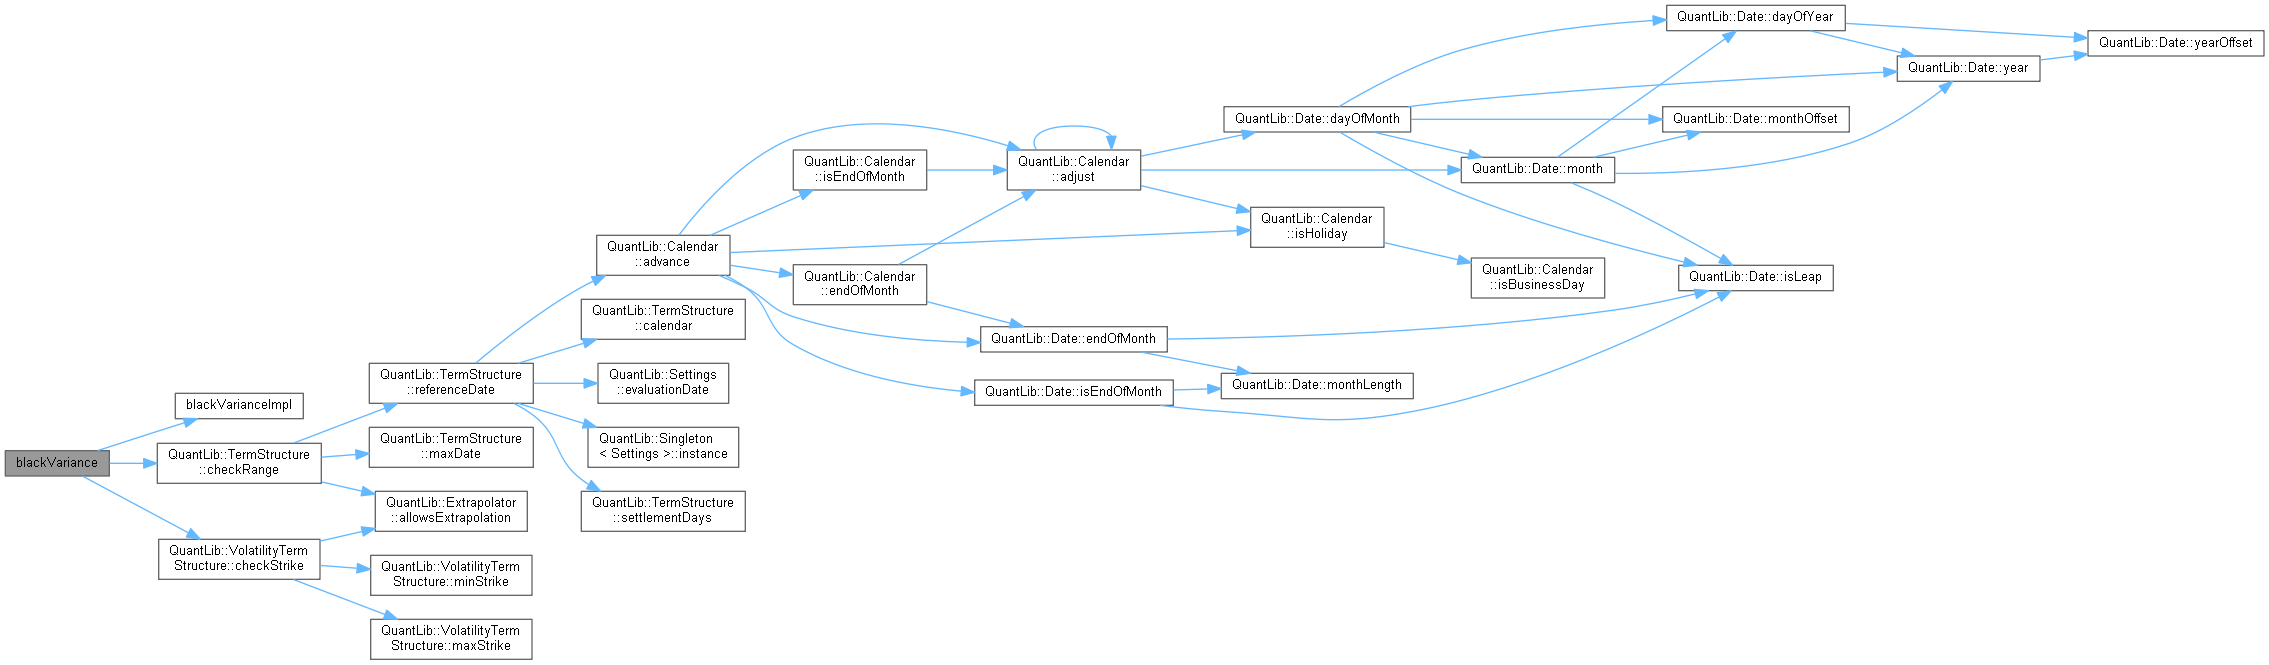 blackVariance
blackVarianceImpl
QuantLib::TermStructure
::checkRange
QuantLib::VolatilityTerm
Structure::checkStrike
QuantLib::TermStructure
::referenceDate
QuantLib::TermStructure
::maxDate
QuantLib::Extrapolator
::allowsExtrapolation
QuantLib::VolatilityTerm
Structure::minStrike
QuantLib::VolatilityTerm
Structure::maxStrike
QuantLib::Calendar
::advance
QuantLib::TermStructure
::calendar
QuantLib::Settings
::evaluationDate
QuantLib::Singleton
< Settings >::instance
QuantLib::TermStructure
::settlementDays
QuantLib::Calendar
::isEndOfMonth
QuantLib::Calendar
::endOfMonth
QuantLib::Calendar
::adjust
QuantLib::Date::endOfMonth
QuantLib::Date::isEndOfMonth
QuantLib::Date::dayOfMonth
QuantLib::Calendar
::isHoliday
QuantLib::Date::monthLength
QuantLib::Date::month
QuantLib::Calendar
::isBusinessDay
QuantLib::Date::dayOfYear
QuantLib::Date::monthOffset
QuantLib::Date::isLeap
QuantLib::Date::year
QuantLib::Date::yearOffset